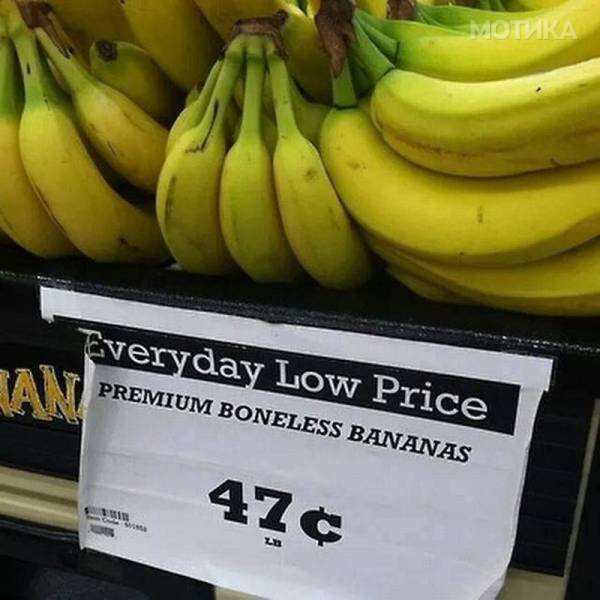 МОТИКА
Everyday Low Price
PREMIUM BONELESS BANANAS
47¢
LB